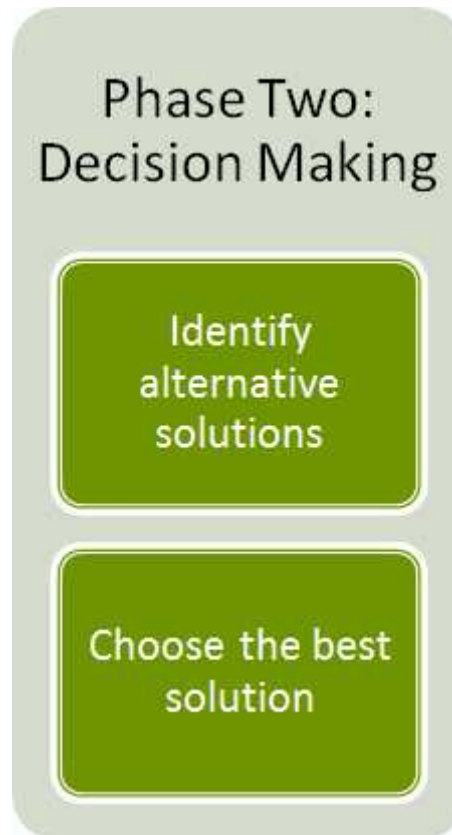 Phase Two:
Decision Making
Identify
alternative
solutions
Choose the best
solution